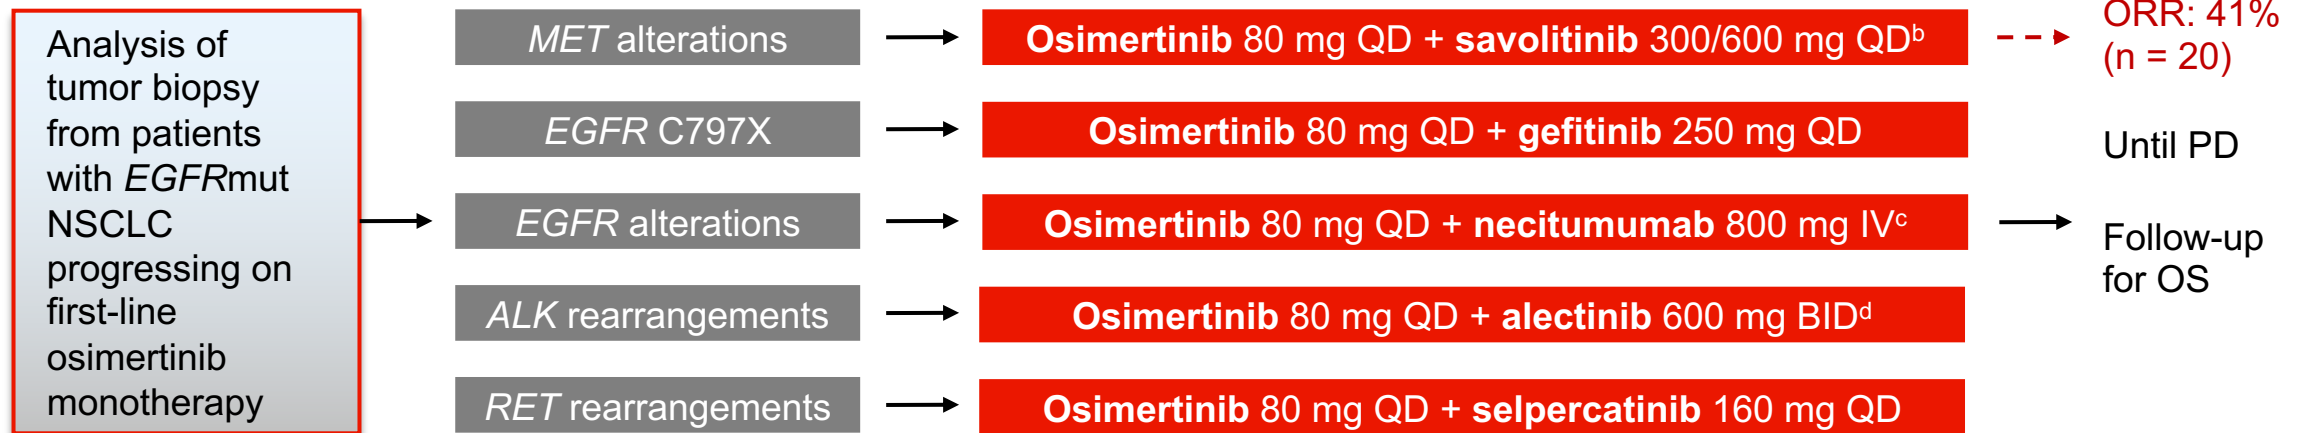 Analysis of
tumor biopsy
from patients
with EGFRmut
NSCLC
progressing on
first-line
osimertinib
monotherapy
MET alterations
Osimertinib 80 mg QD + savolitinib 300/600 mg QDᵇ
ORR: 41%
(n = 20)
EGFR C797X
Osimertinib 80 mg QD + gefitinib 250 mg QD
Until PD
EGFR alterations
Osimertinib 80 mg QD + necitumumab 800 mg IVᶜ
Follow-up
for OS
ALK rearrangements
Osimertinib 80 mg QD + alectinib 600 mg BIDᵈ
RET rearrangements
Osimertinib 80 mg QD + selpercatinib 160 mg QD